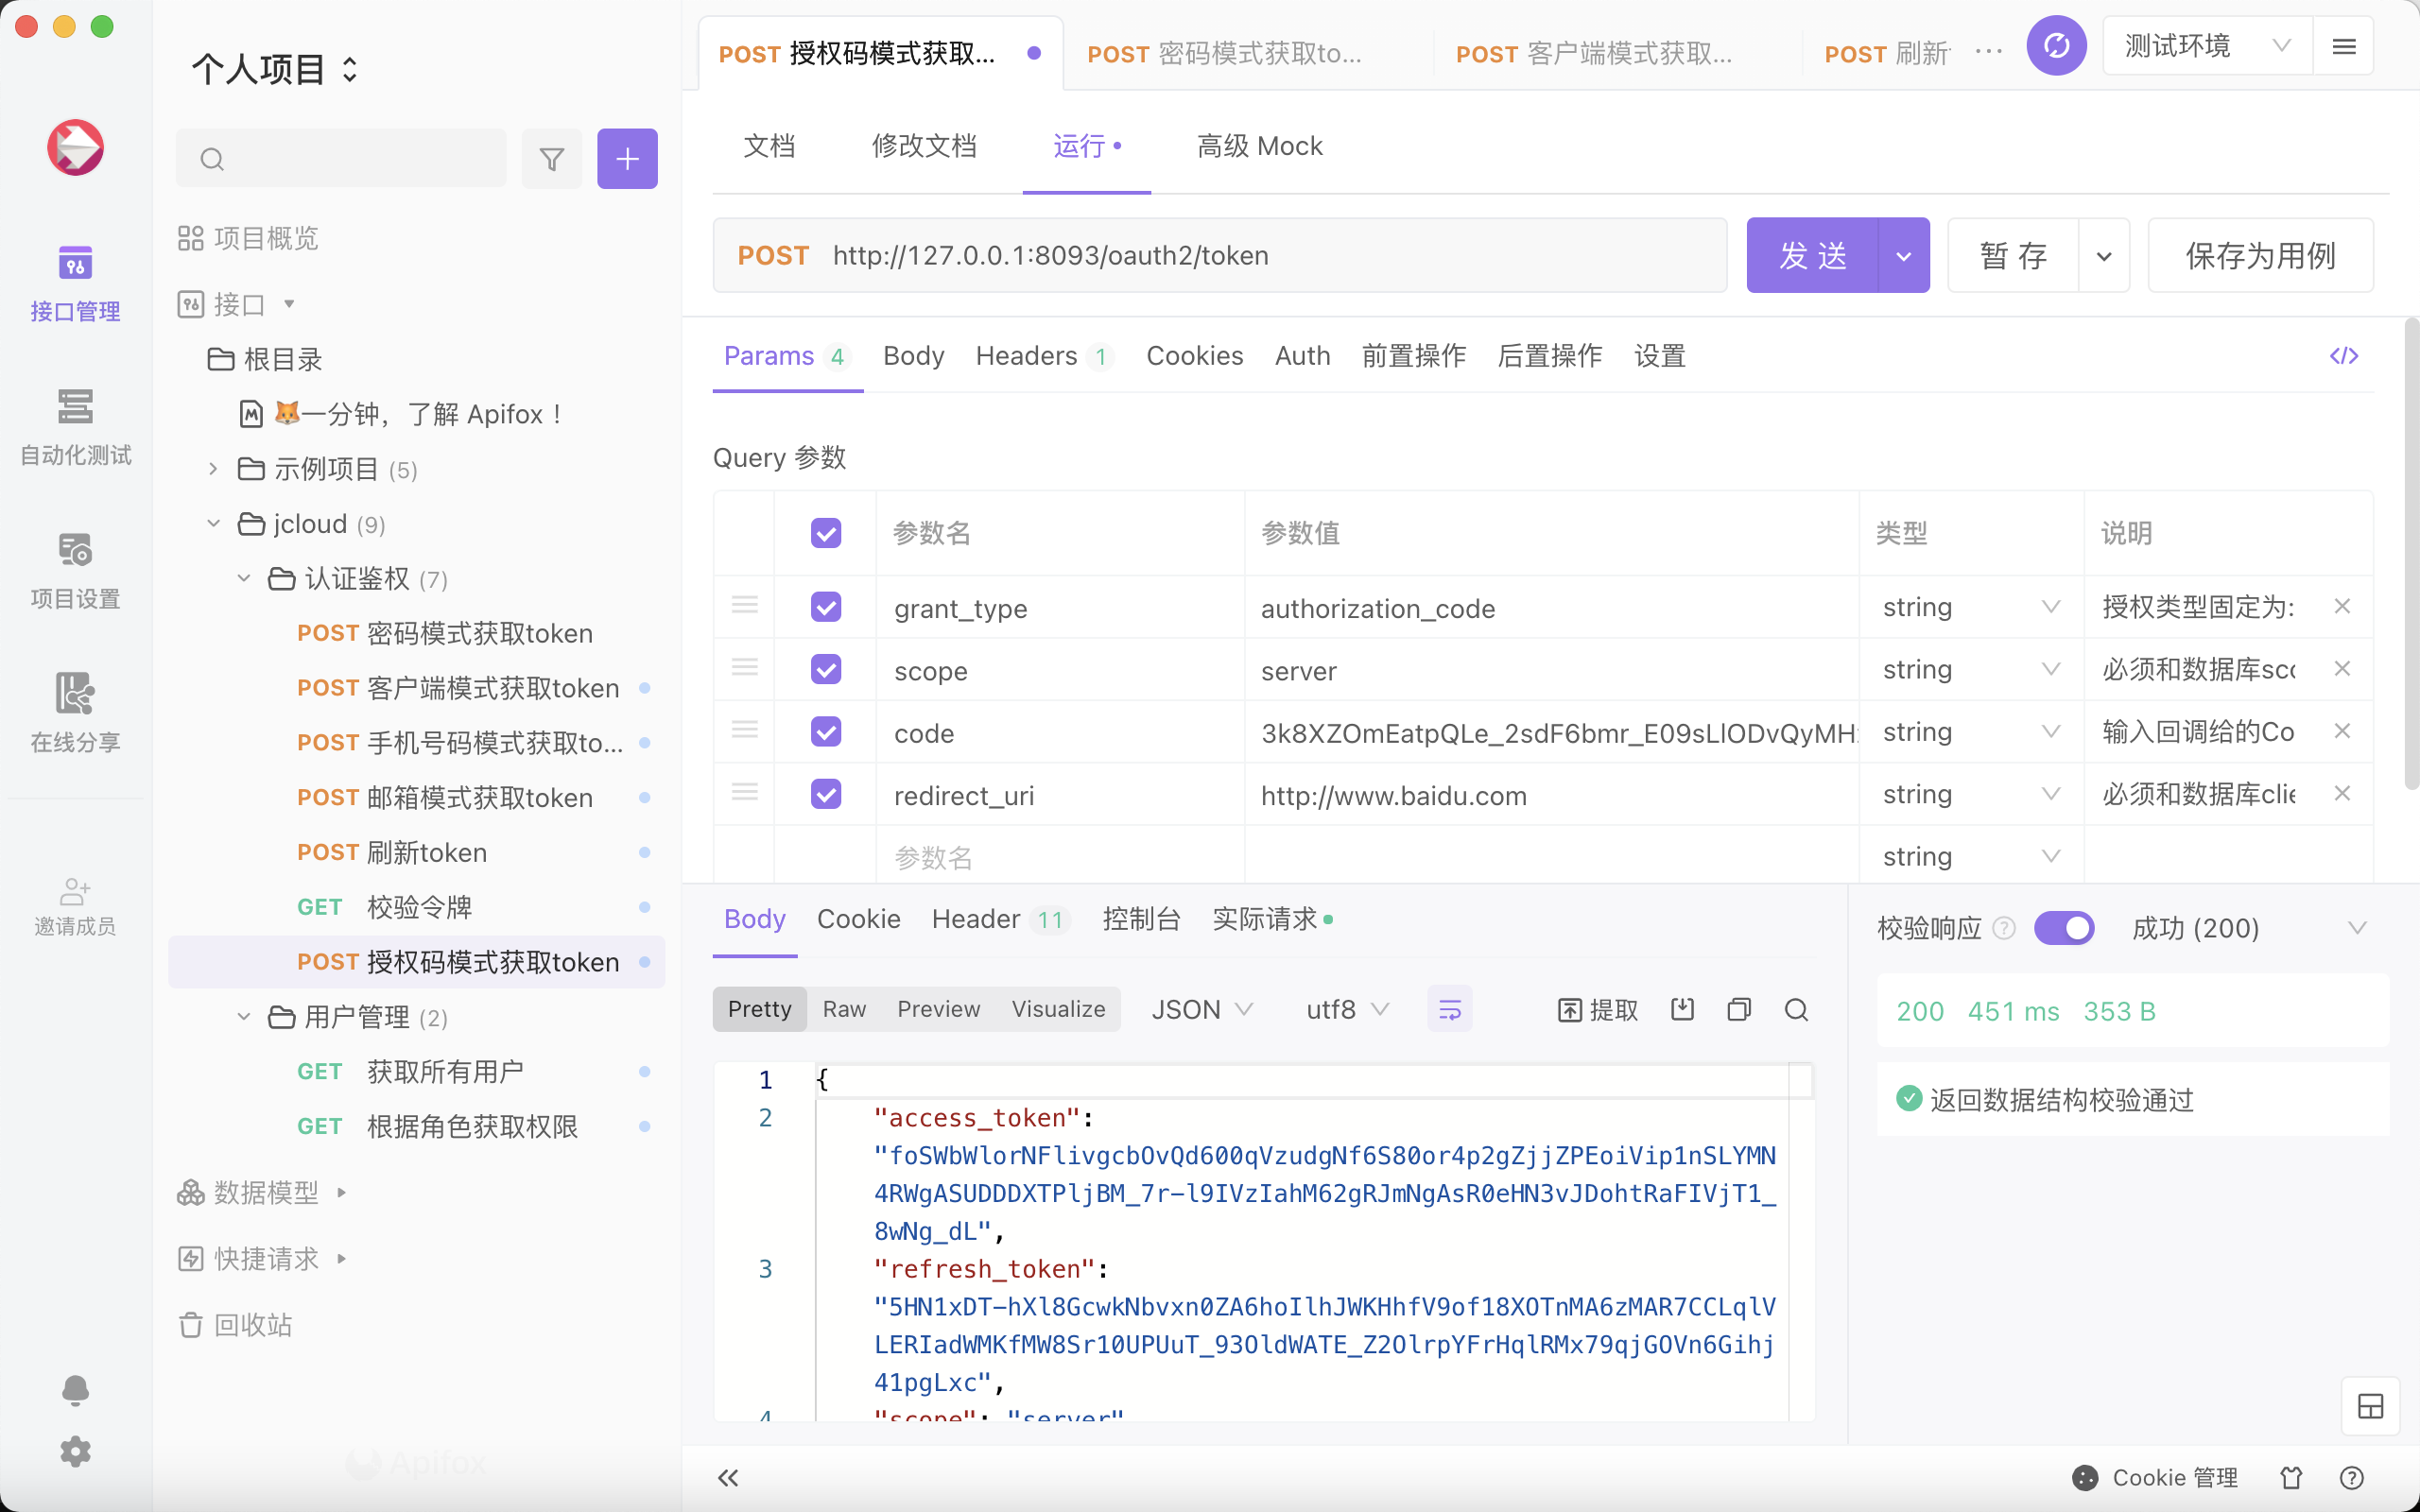 个人项目
接口管理
自动化测试
项目设置
在线分享
邀请成员
项目概览
接口
根目录
🦊一分钟，了解 Apifox！
示例项目 (5)
jcloud (9)
认证鉴权 (7)
POST 密码模式获取token
POST 客户端模式获取token
POST 手机号码模式获取to...
POST 邮箱模式获取token
POST 刷新token
GET 校验令牌
POST 授权码模式获取token
用户管理 (2)
GET 获取所有用户
GET 根据角色获取权限
数据模型
快捷请求
回收站
Apifox
POST 授权码模式获取...
POST 密码模式获取to...
POST 客户端模式获取...
POST 刷新
测试环境
文档 修改文档 运行 高级 Mock
POST http://127.0.0.1:8093/oauth2/token
发 送
暂 存
保存为用例
Params 4 Body Headers 1 Cookies Auth 前置操作 后置操作 设置
Query 参数
参数名 参数值 类型 说明
grant_type authorization_code string 授权类型固定为:
scope server string 必须和数据库sc
code 3k8XZOmEatpQLe_2sdF6bmr_E09sLlODvQyMH string 输入回调给的Co
redirect_uri http://www.baidu.com string 必须和数据库clie
参数名 string
Body Cookie Header 11 控制台 实际请求
Pretty Raw Preview Visualize JSON utf8 提取
1 {
2 "access_token":
"foSWbWlorNFlivgcbOvQd600qVzudgNf6S80or4p2gZjjZPEoiVip1nSLYMN
4RWgASUDDDXTPljBM_7r-l9IVzIahM62gRJmNgAsR0eHN3vJDohtRaFIVjT1_
8wNg_dL",
3 "refresh_token":
"5HN1xDT-hXl8GcwkNbvxn0ZA6hoIlhJWKHhfV9of18XOTnMA6zMAR7CCLqlV
LERIadWMKfMW8Sr10UPUuT_93OldWATE_Z2OlrpYFrHqlRMx79qjGOVn6Gihj
41pgLxc",
4 "scope": "server"
校验响应 成功 (200)
200 451 ms 353 B
返回数据结构校验通过
Cookie 管理